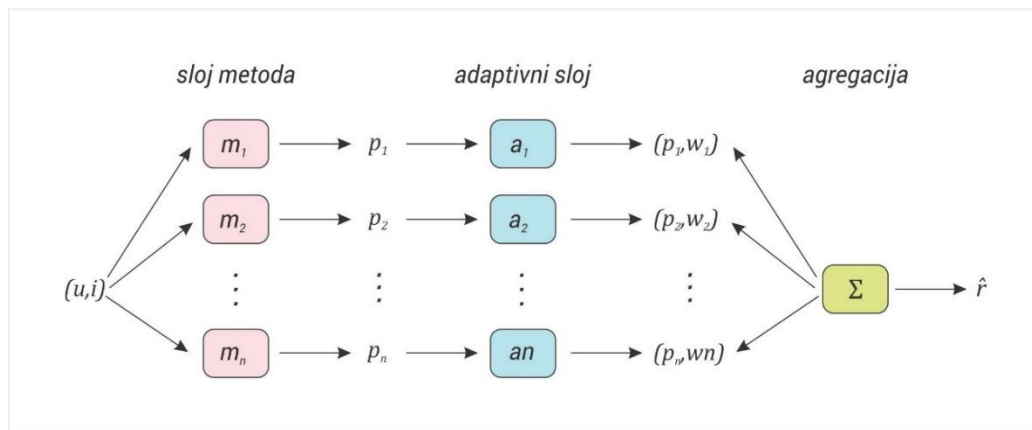 sloj metoda adaptivni sloj agregacija
m₁ p₁ a₁ (p₁,w₁)
m₂ p₂ a₂ (p₂,w₂)
(u,i) ⋮ ⋮ ⋮ ⋮ Σ r̂
mₙ pₙ an (pₙ,wn)